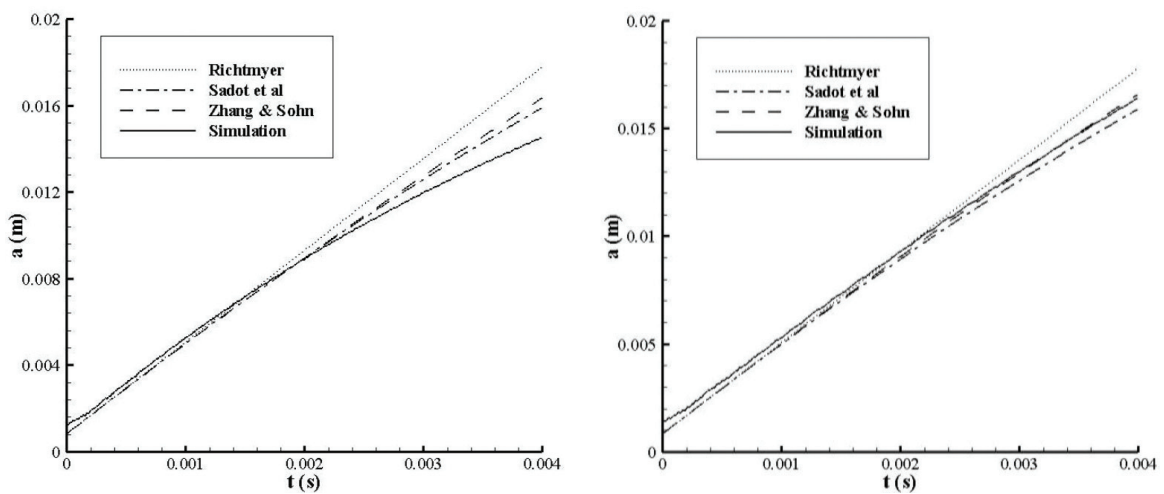 0.02
Richtmyer
Sadot et al
Zhang & Sohn
Simulation
0.016
0.012
a (m)
0.008
0.004
0
0 0.001 0.002 0.003 0.004
t (s)
0.02
Richtmyer
Sadot et al
Zhang & Sohn
Simulation
0.015
a (m)
0.01
0.005
0
0 0.001 0.002 0.003 0.004
t (s)